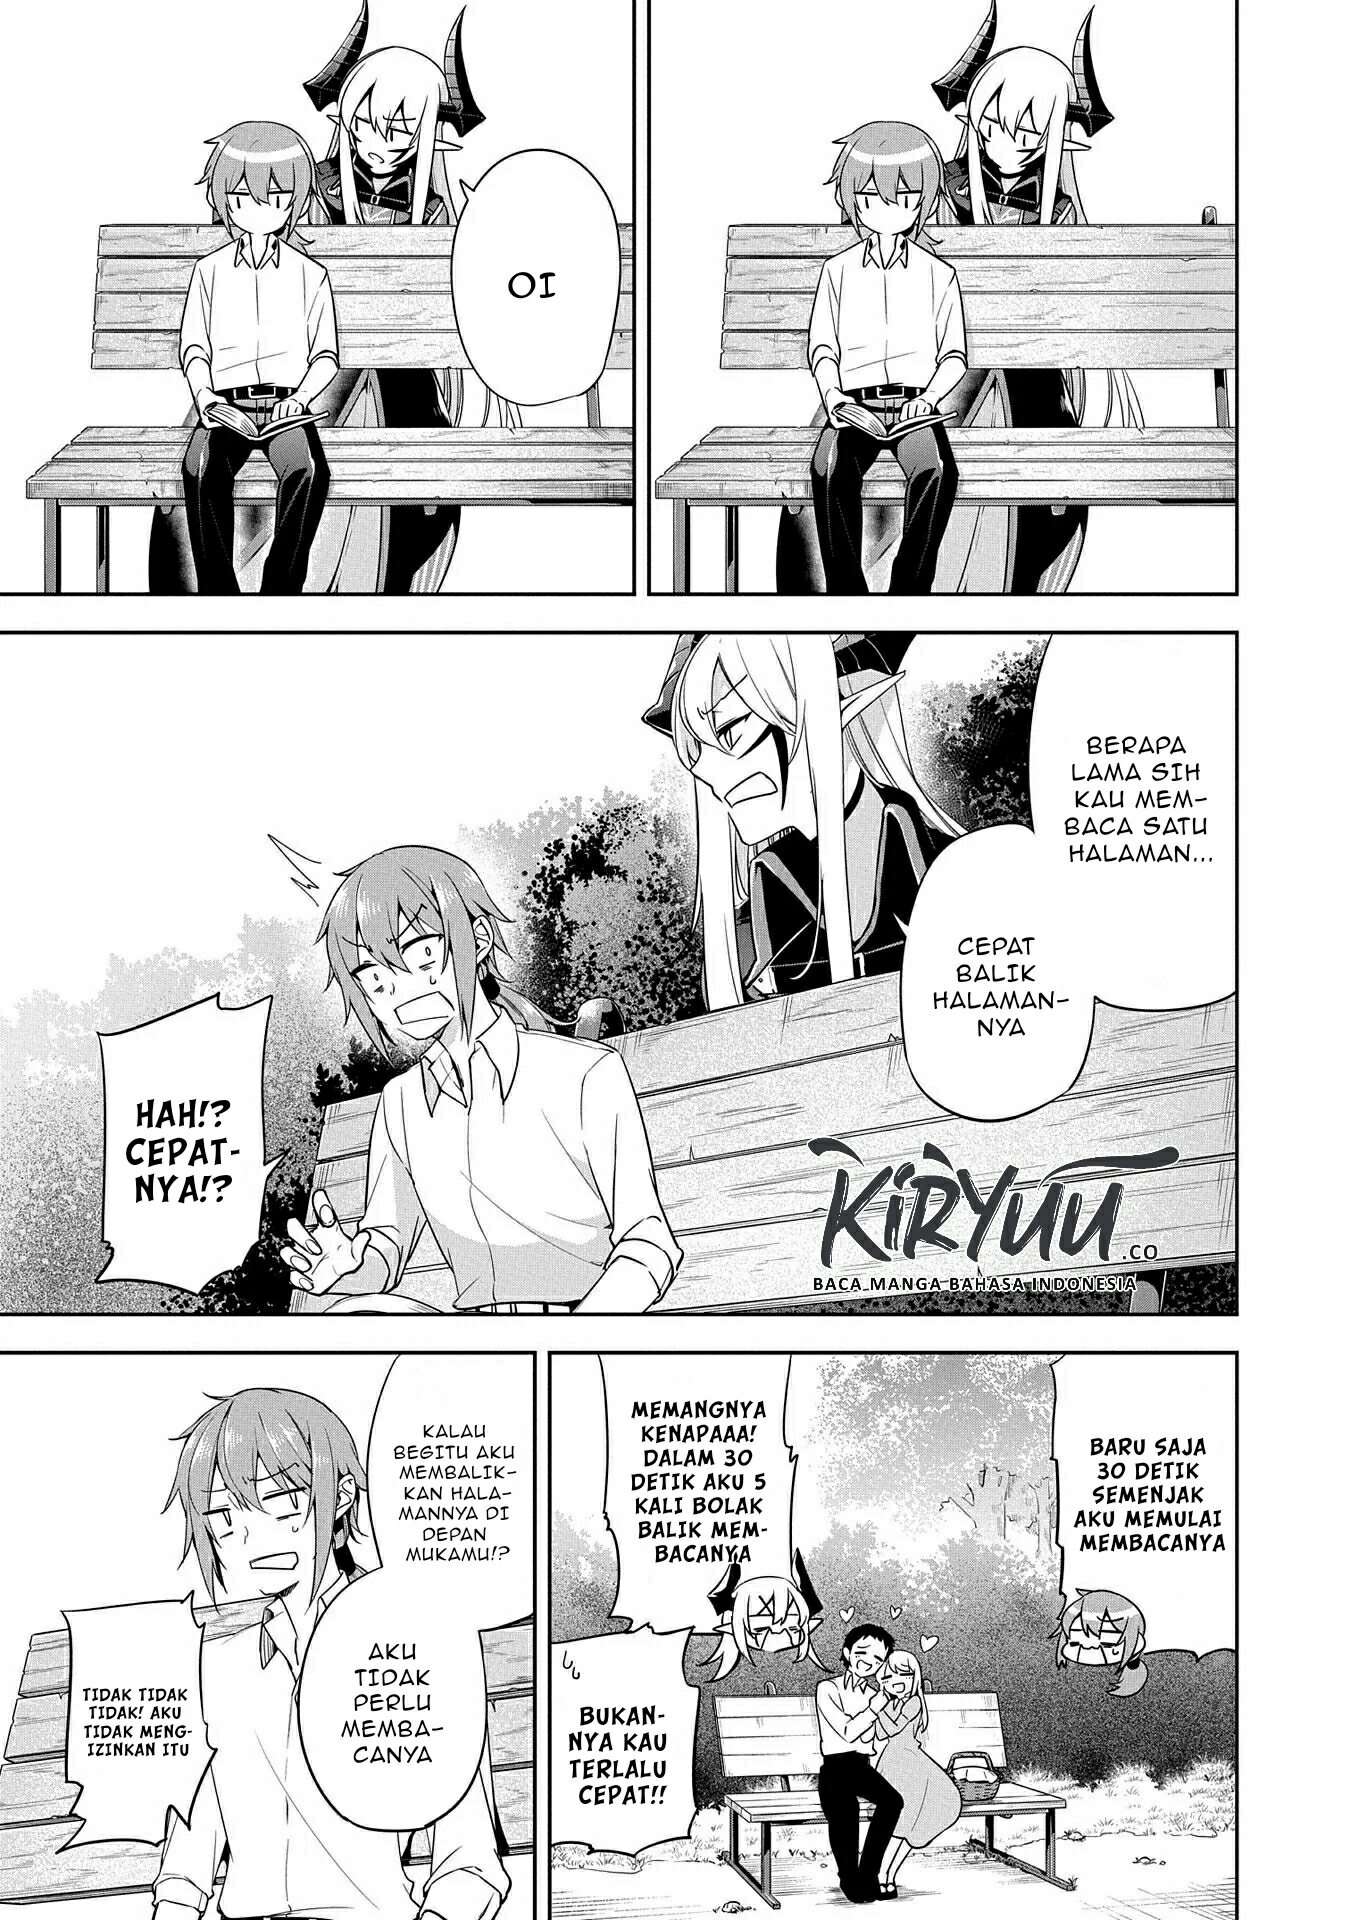 OI
BERAPA
LAMA SIH
KAU MEM-
BACA SATU
HALAMAN...
CEPAT
BALIK
HALAMAN-
NYA
HAH!?
CEPAT-
NYA!?
KIRYUU
.CO
BACA MANGA BAHASA INDONESIA
BARU SAJA
30 DETIK
SEMENJAK
AKU MEMULAI
MEMBACANYA
MEMANGNYA
KENAPAAA!
DALAM 30
DETIK AKU 5
KALI BOLAK
BALIK MEM-
BACANYA
BUKAN-
NYA KAU
TERLALU
CEPAT!!
KALAU
BEGITU AKU
MEMBALIK-
KAN HALA-
MANNYA DI
DEPAN
MUKAMU!?
AKU
TIDAK
PERLU
MEMBA-
CANYA
TIDAK TIDAK
TIDAK! AKU
TIDAK MENG-
IZINKAN ITU